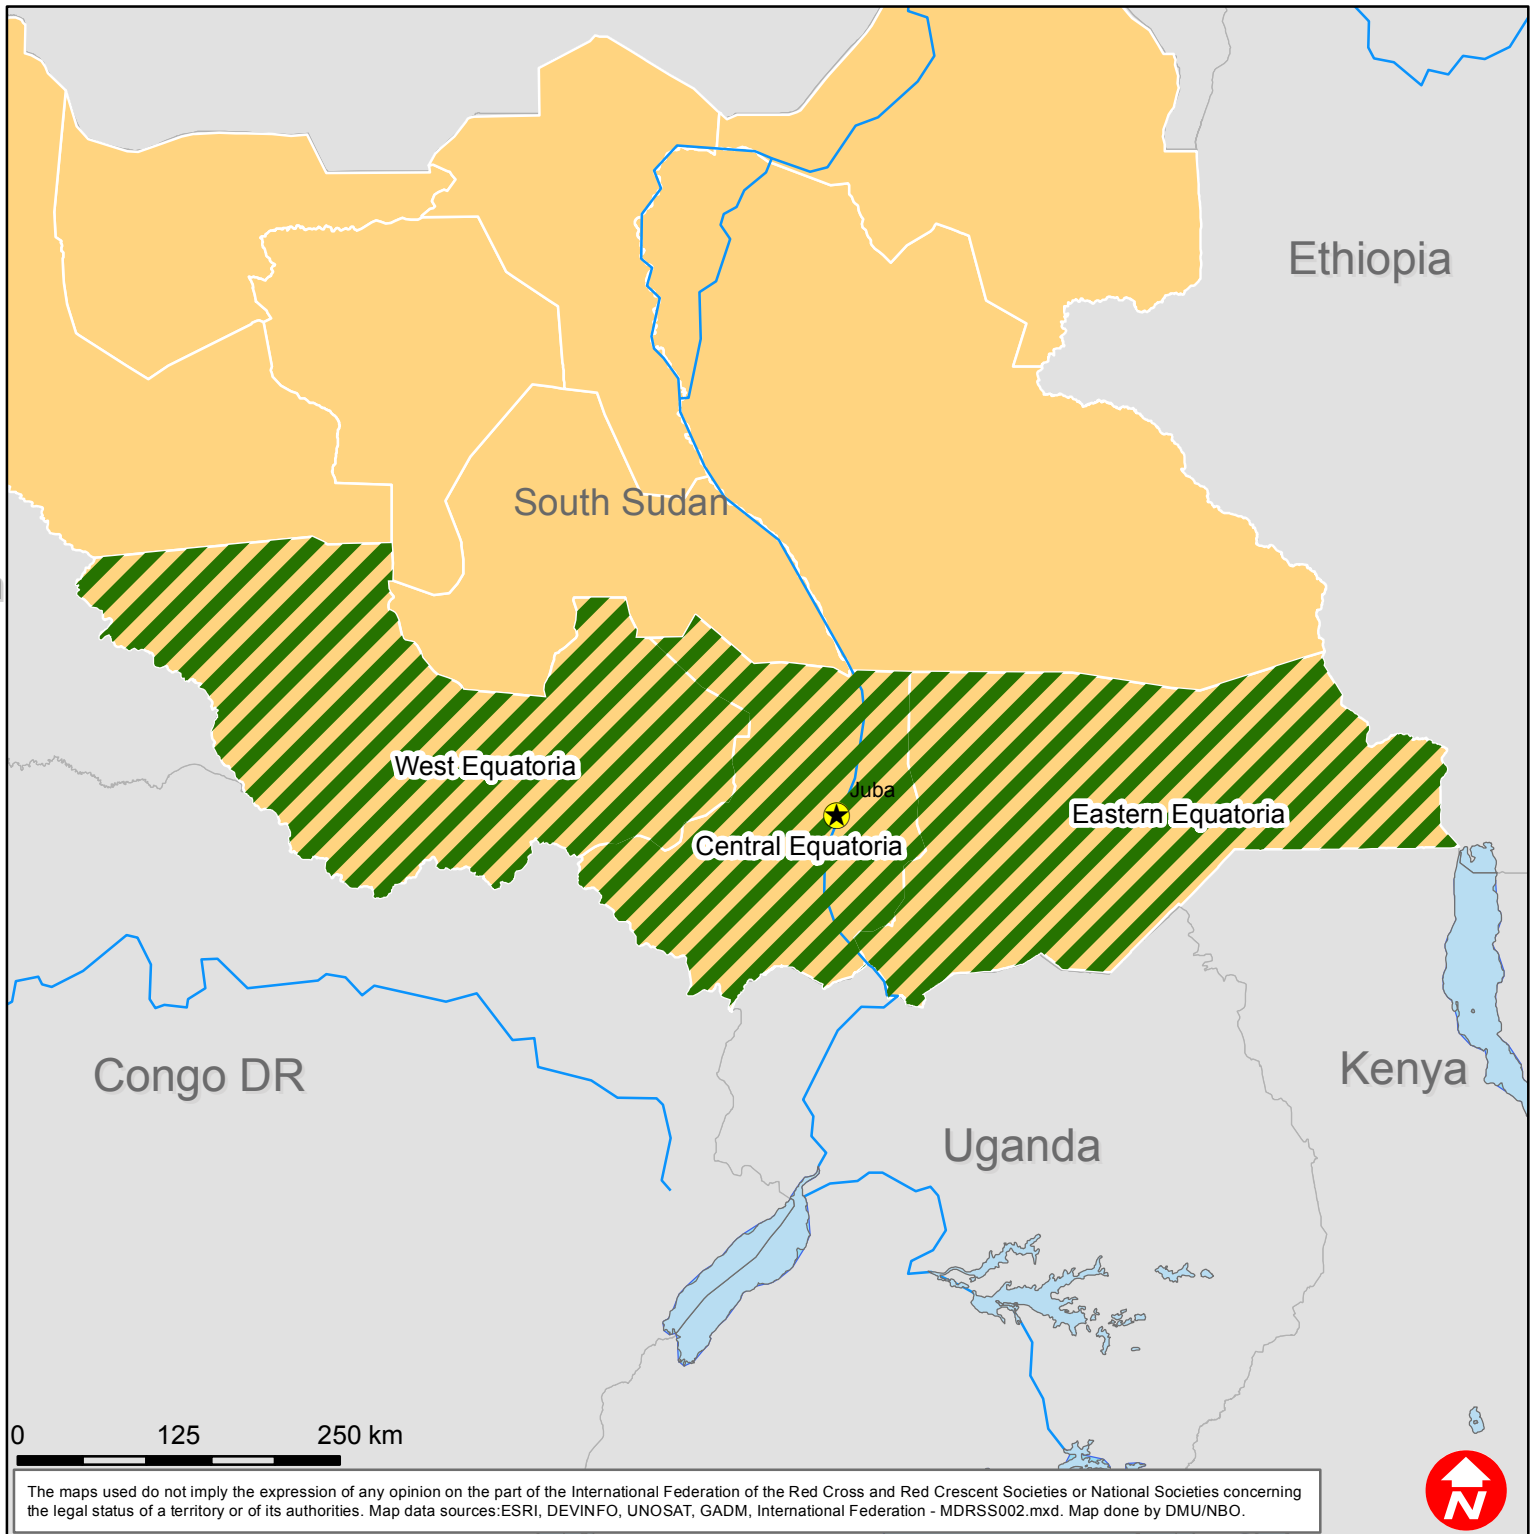 Ethiopia
South Sudan
West Equatoria
Juba
Eastern Equatoria
Central Equatoria
Congo DR
Kenya
Uganda
0 125 250 km
The maps used do not imply the expression of any opinion on the part of the International Federation of the Red Cross and Red Crescent Societies or National Societies concerning
the legal status of a territory or of its authorities. Map data sources:ESRI, DEVINFO, UNOSAT, GADM, International Federation - MDRSS002.mxd. Map done by DMU/NBO.
N